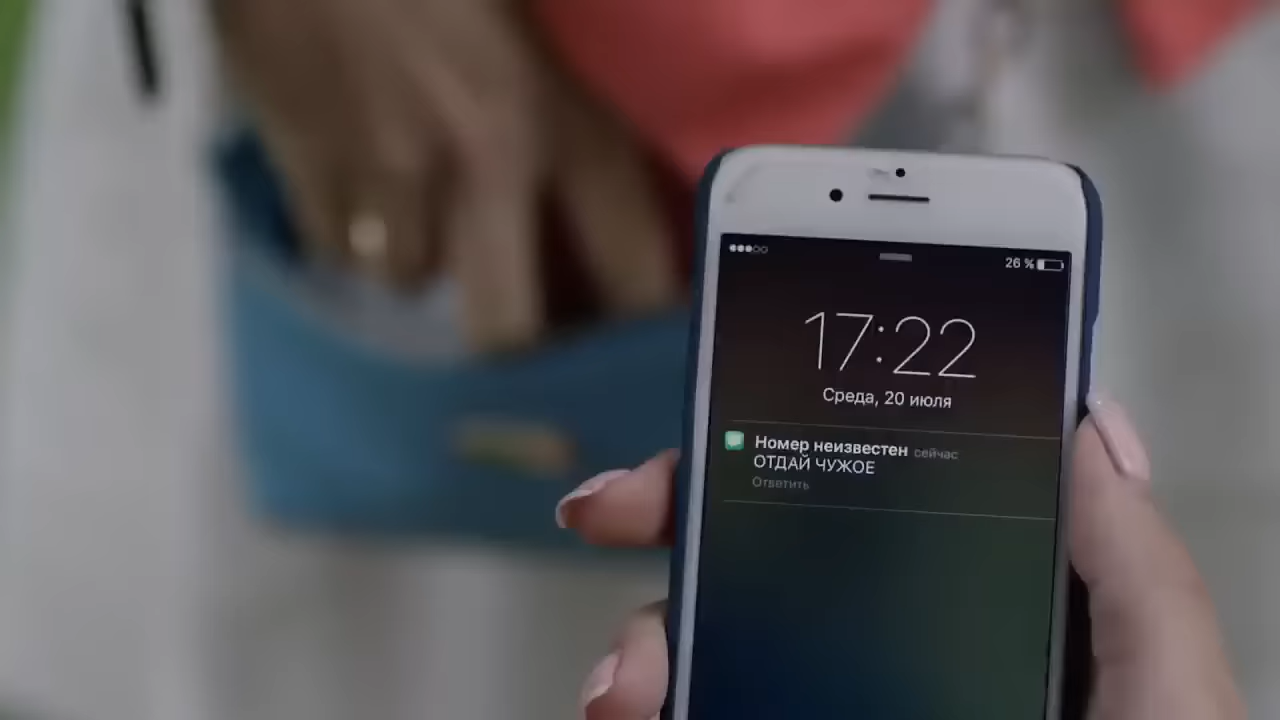 26 %
17:22
Среда, 20 июля
Номер неизвестен сейчас
ОТДАЙ ЧУЖОЕ
Ответить